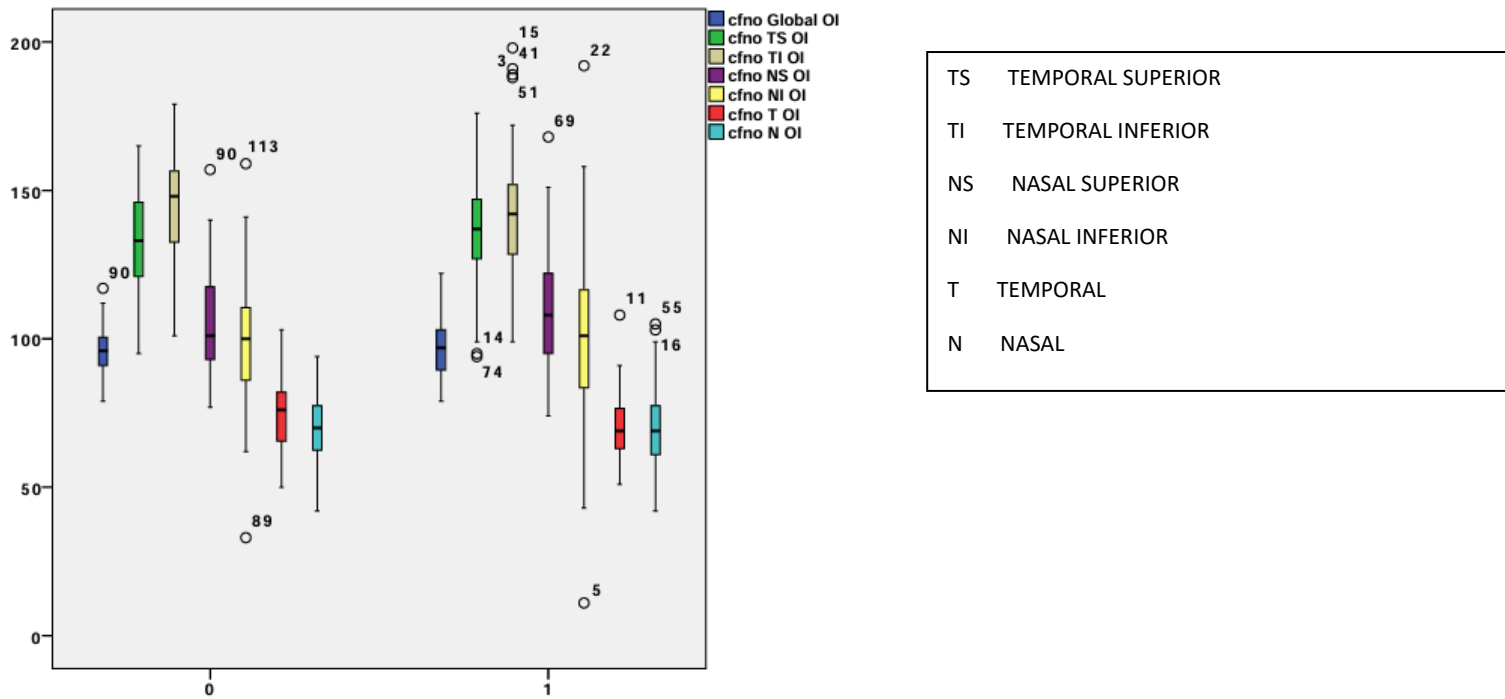 200
150
100
50
0
0
1
90
90
113
89
15
3
41
51
22
69
14
74
11
55
16
5
cfno Global OI
cfno TS OI
cfno TI OI
cfno NS OI
cfno NI OI
cfno T OI
cfno N OI
TS TEMPORAL SUPERIOR
TI TEMPORAL INFERIOR
NS NASAL SUPERIOR
NI NASAL INFERIOR
T TEMPORAL
N NASAL